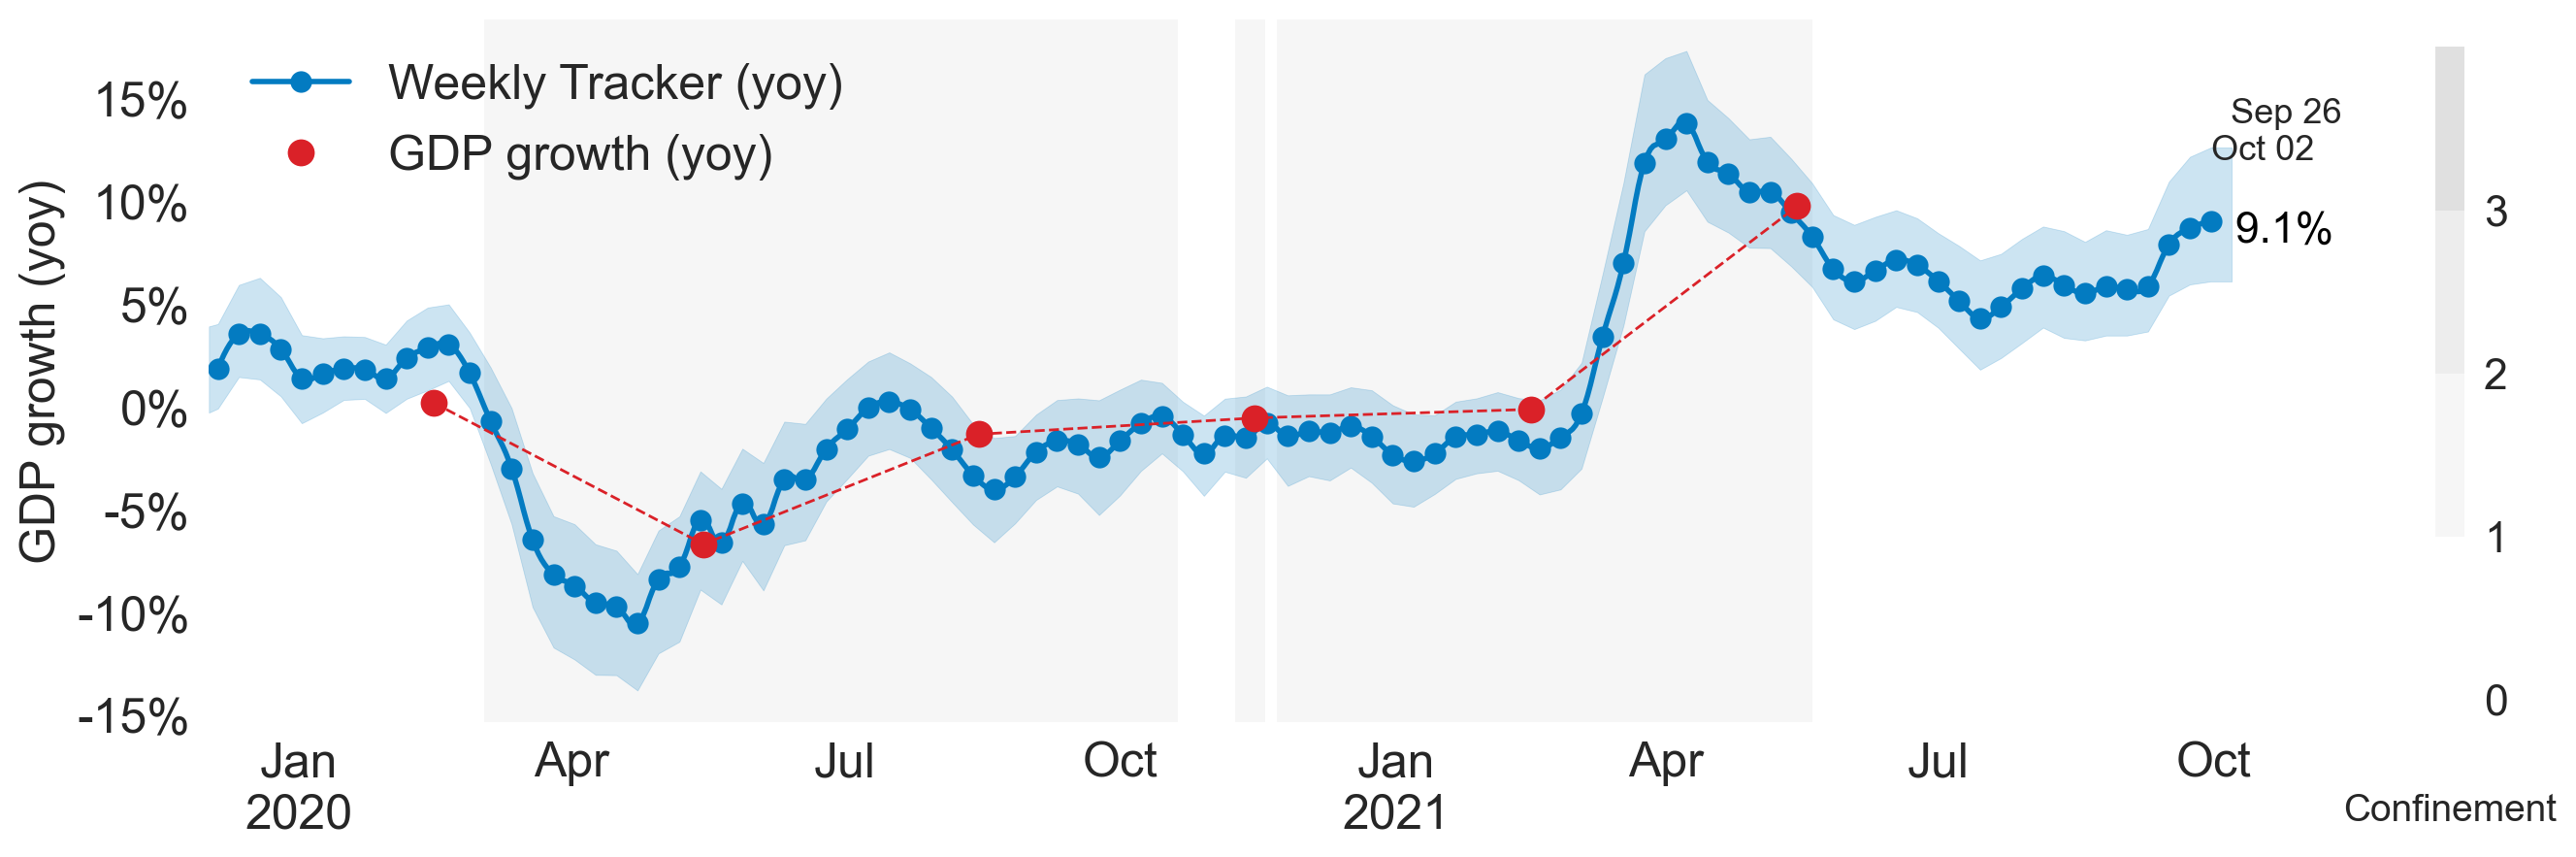 Weekly Tracker (yoy)
GDP growth (yoy)
GDP growth (yoy)
15%
10%
5%
0%
-5%
-10%
-15%
Sep 26
Oct 02
9.1%
3
2
1
0
Jan Apr Jul Oct Jan Apr Jul Oct
2020 2021
Confinement